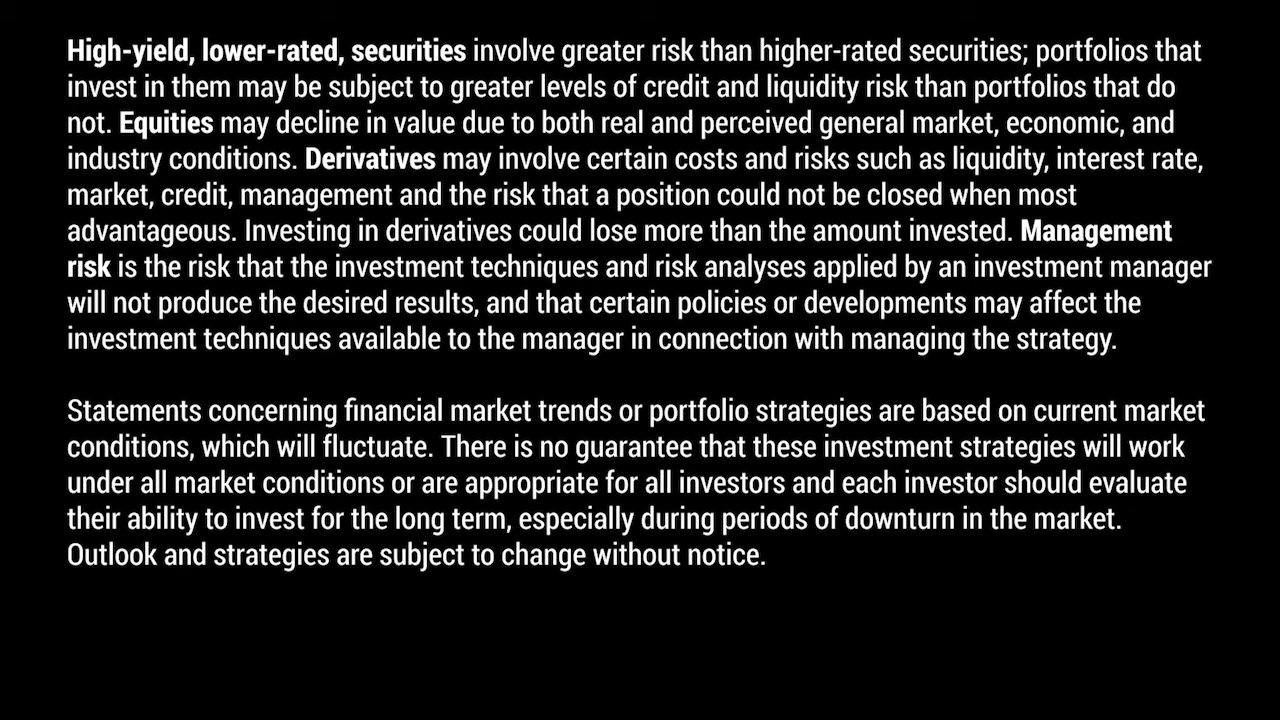 High-yield, lower-rated, securities involve greater risk than higher-rated securities; portfolios that
invest in them may be subject to greater levels of credit and liquidity risk than portfolios that do
not. Equities may decline in value due to both real and perceived general market, economic, and
industry conditions. Derivatives may involve certain costs and risks such as liquidity, interest rate,
market, credit, management and the risk that a position could not be closed when most
advantageous. Investing in derivatives could lose more than the amount invested. Management
risk is the risk that the investment techniques and risk analyses applied by an investment manager
will not produce the desired results, and that certain policies or developments may affect the
investment techniques available to the manager in connection with managing the strategy.
Statements concerning financial market trends or portfolio strategies are based on current market
conditions, which will fluctuate. There is no guarantee that these investment strategies will work
under all market conditions or are appropriate for all investors and each investor should evaluate
their ability to invest for the long term, especially during periods of downturn in the market.
Outlook and strategies are subject to change without notice.